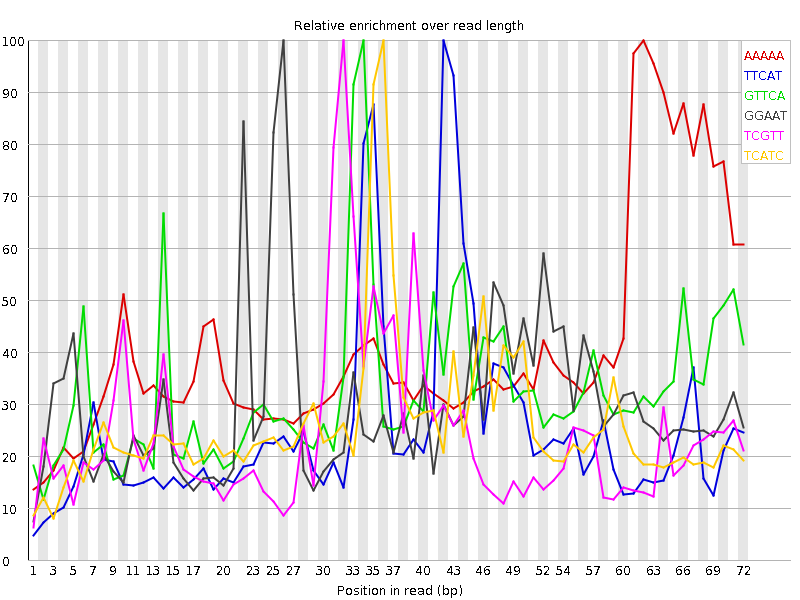 Relative enrichment over read length
100
90
80
70
60
50
40
30
20
10
0
AAAAA
TTCAT
GTTCA
GGAAT
TCGTT
TCATC
1 3 5 7 9 11 13 15 17 20 23 25 27 30 33 35 37 40 43 46 49 52 54 57 60 63 66 69 72
Position in read (bp)